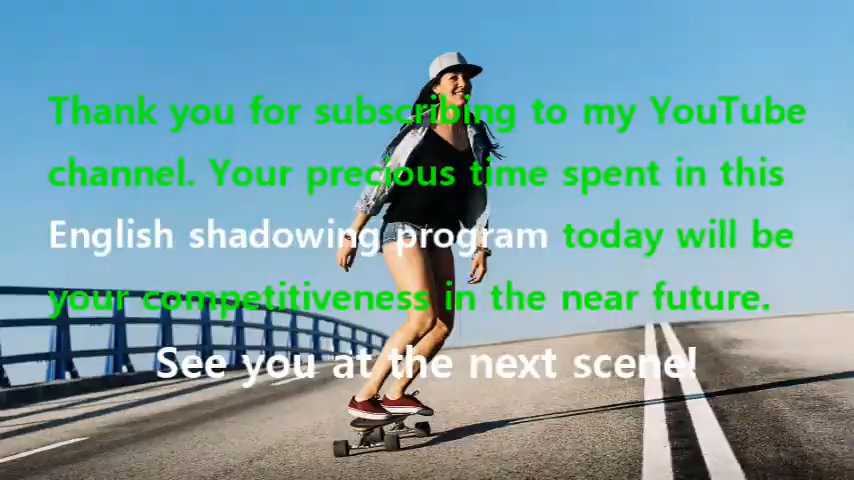 Thank you for subscribing to my YouTube
channel. Your precious time spent in this
English shadowing program today will be
your competitiveness in the near future.
See you at the next scene!